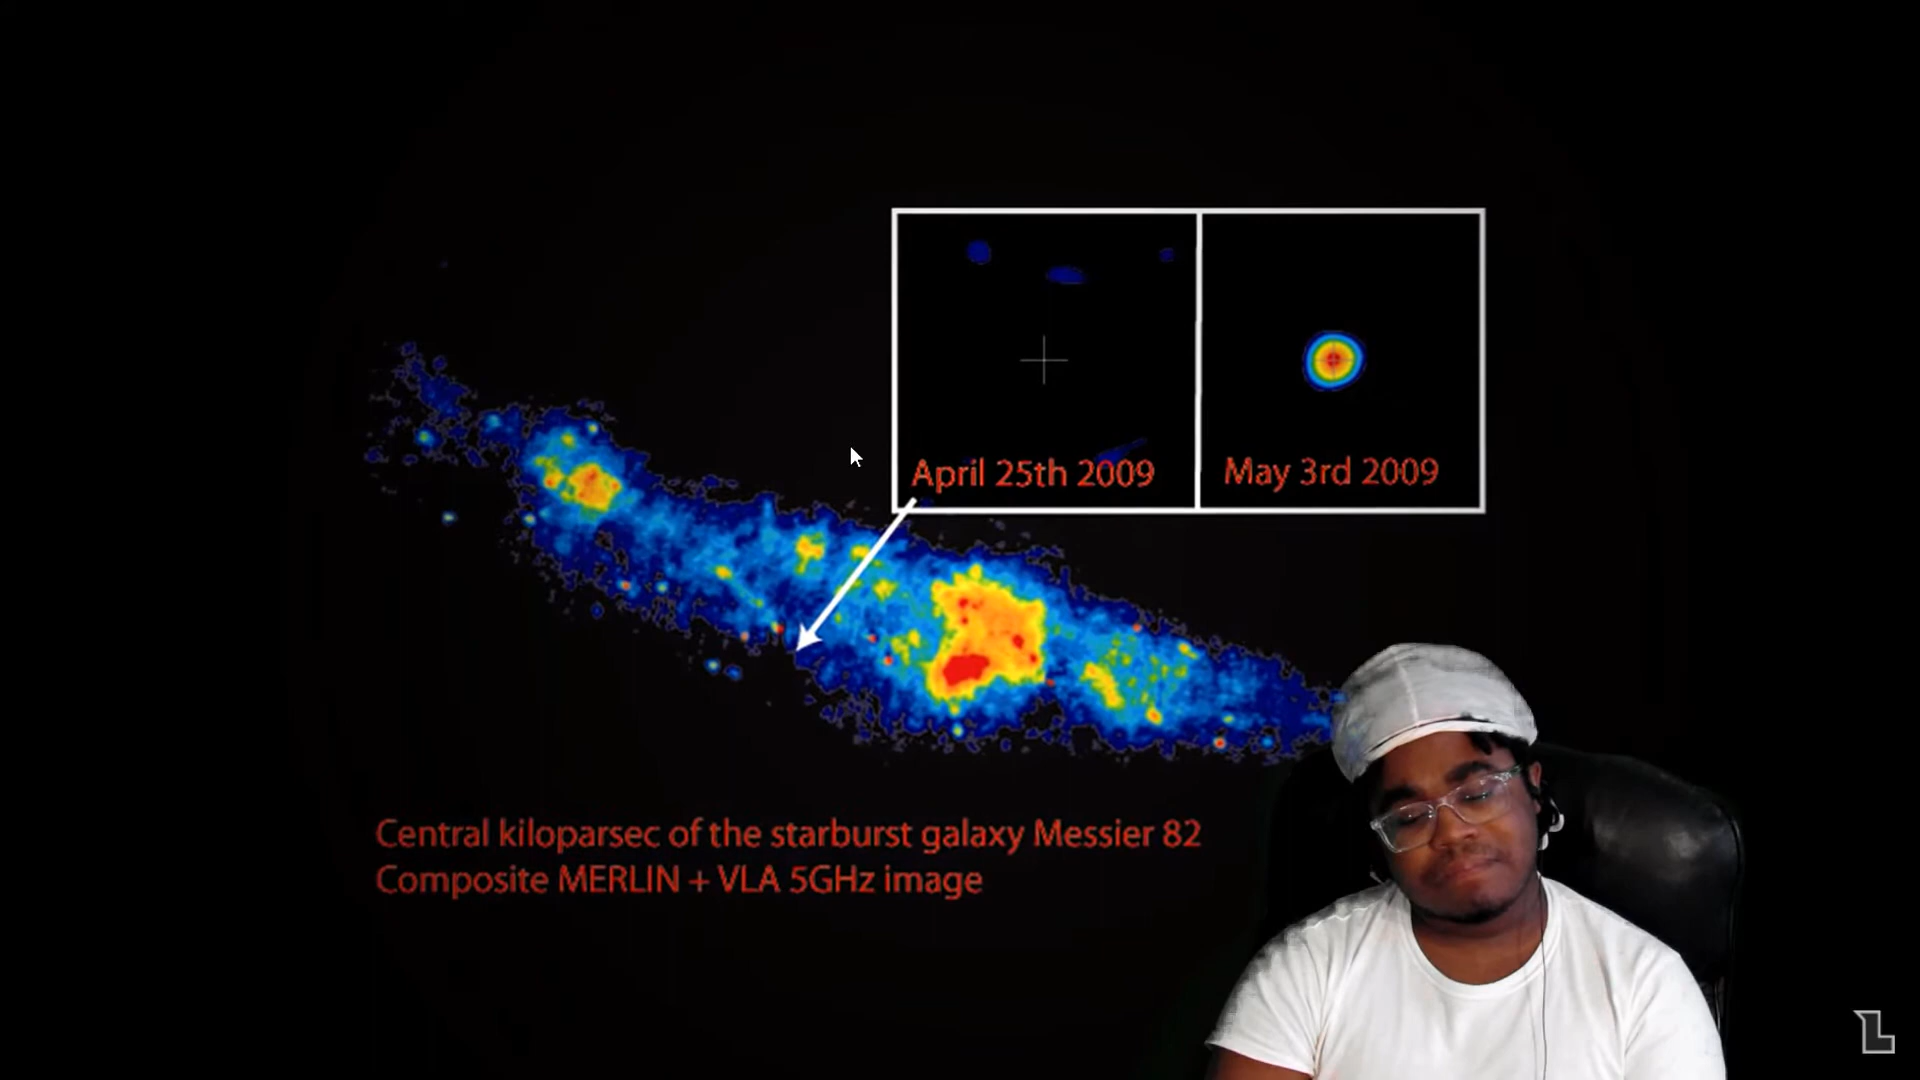 April 25th 2009
May 3rd 2009
Central kiloparsec of the starburst galaxy Messier 82
Composite MERLIN + VLA 5GHz image
L